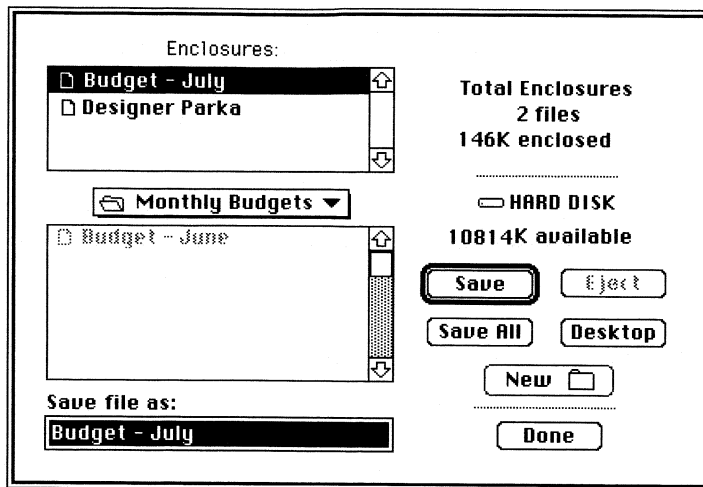 Enclosures:
Budget - July
Designer Parka
Total Enclosures
2 files
146K enclosed
Monthly Budgets
HARD DISK
10814K available
Budget - June
Save
Eject
Save All
Desktop
New
Save file as:
Budget - July
Done